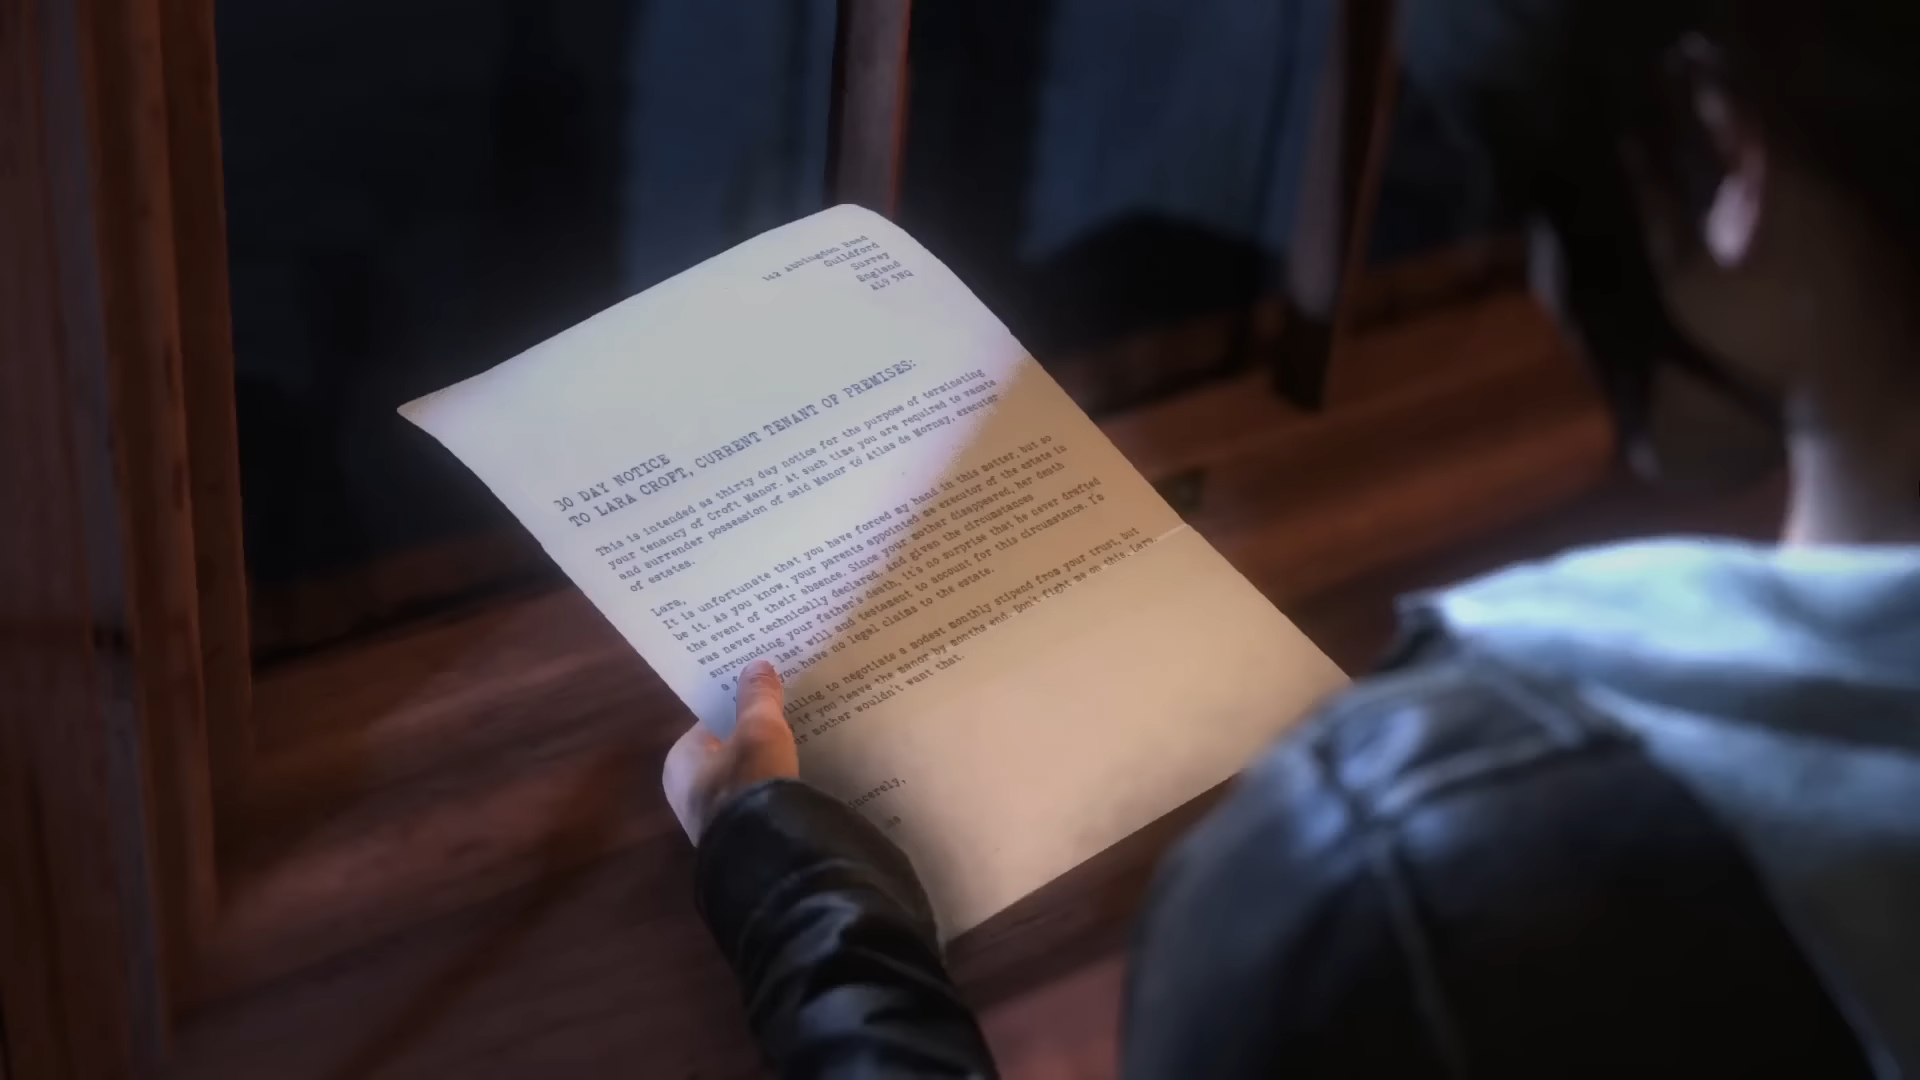 142 Abbingdon Road
Guildford
Surrey
England
AL9 5BQ
30 DAY NOTICE
TO LARA CROFT, CURRENT TENANT OF PREMISES:
This is intended as thirty day notice for the purpose of terminating
your tenancy of Croft Manor. At such time you are required to vacate
and surrender possession of said Manor to Atlas de Mornay, executer
of estates.
Lara,
It is unfortunate that you have forced my hand in this matter, but so
be it. As you know, your parents appointed me executor of the estate in
the event of their absence. Since your mother disappeared, her death
was never technically declared, and given the circumstances
surrounding your father's death, it's no surprise that he never drafted
a last will and testament to account for this circumstance. I'm
you have no legal claims to the estate.
willing to negotiate a modest monthly stipend from your trust, but
if you leave the manor by months end. Don't fight me on this, Lara.
mother wouldn't want that.